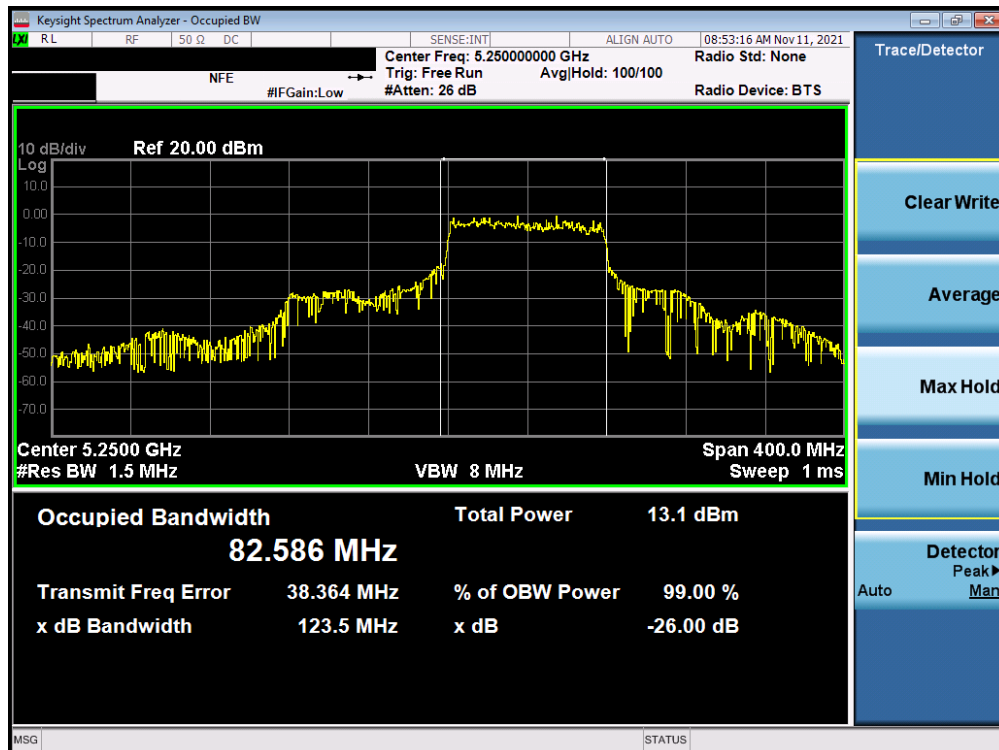 Keysight Spectrum Analyzer - Occupied BW
LXI RL RF 50 Ω DC SENSE:INT ALIGN AUTO 08:53:16 AM Nov 11, 2021
Center Freq: 5.250000000 GHz Radio Std: None
NFE Trig: Free Run Avg|Hold: 100/100
#IFGain:Low #Atten: 26 dB Radio Device: BTS
Trace/Detector
10 dB/div Ref 20.00 dBm
Log
10.0
0.00
-10.0
-20.0
-30.0
-40.0
-50.0
-60.0
-70.0
Center 5.2500 GHz Span 400.0 MHz
#Res BW 1.5 MHz VBW 8 MHz Sweep 1 ms
Occupied Bandwidth Total Power 13.1 dBm
82.586 MHz
Transmit Freq Error 38.364 MHz % of OBW Power 99.00 %
x dB Bandwidth 123.5 MHz x dB -26.00 dB
Clear Write
Average
Max Hold
Min Hold
Detector
Peak
Auto Man
MSG STATUS